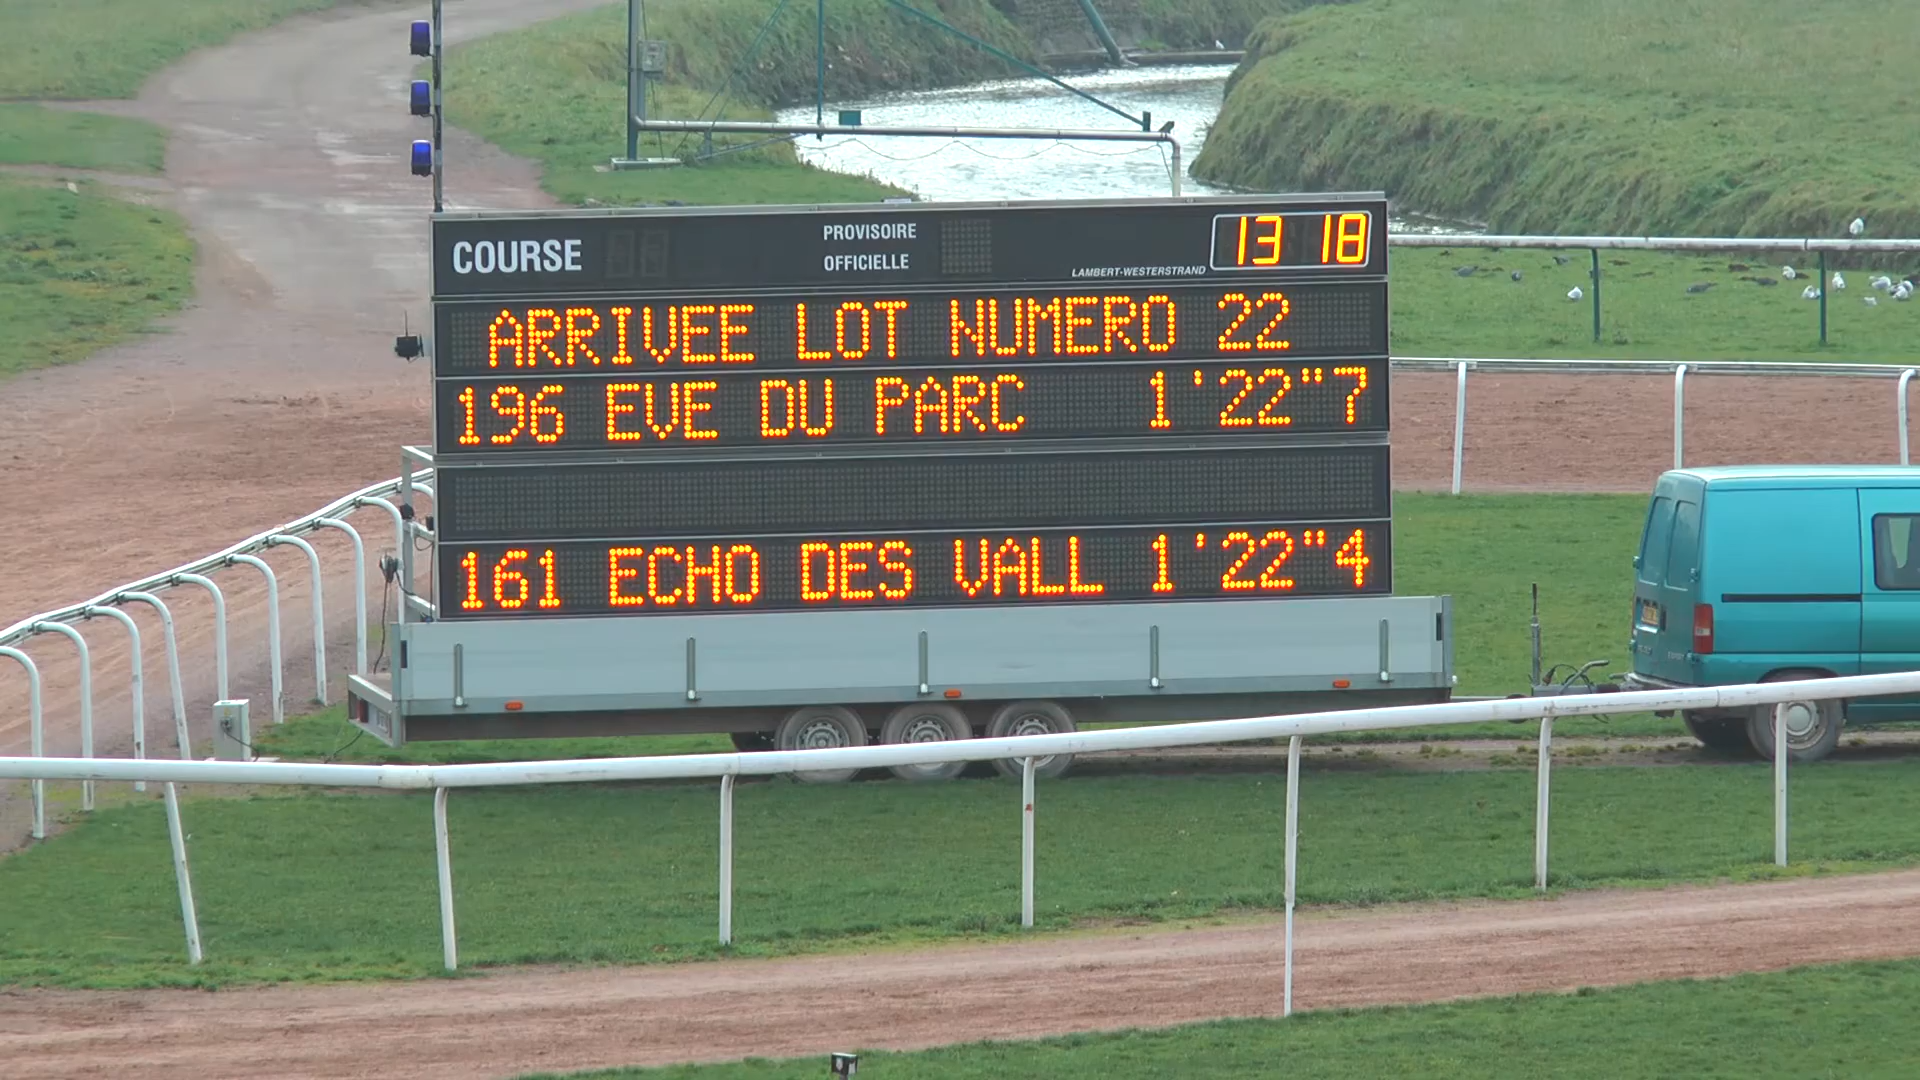 COURSE
PROVISOIRE
OFFICIELLE
LAMBERT-WESTERSTRAND
13 18
ARRIVEE LOT NUMERO 22
196 EVE DU PARC 1'22"7
161 ECHO DES VALL 1'22"4